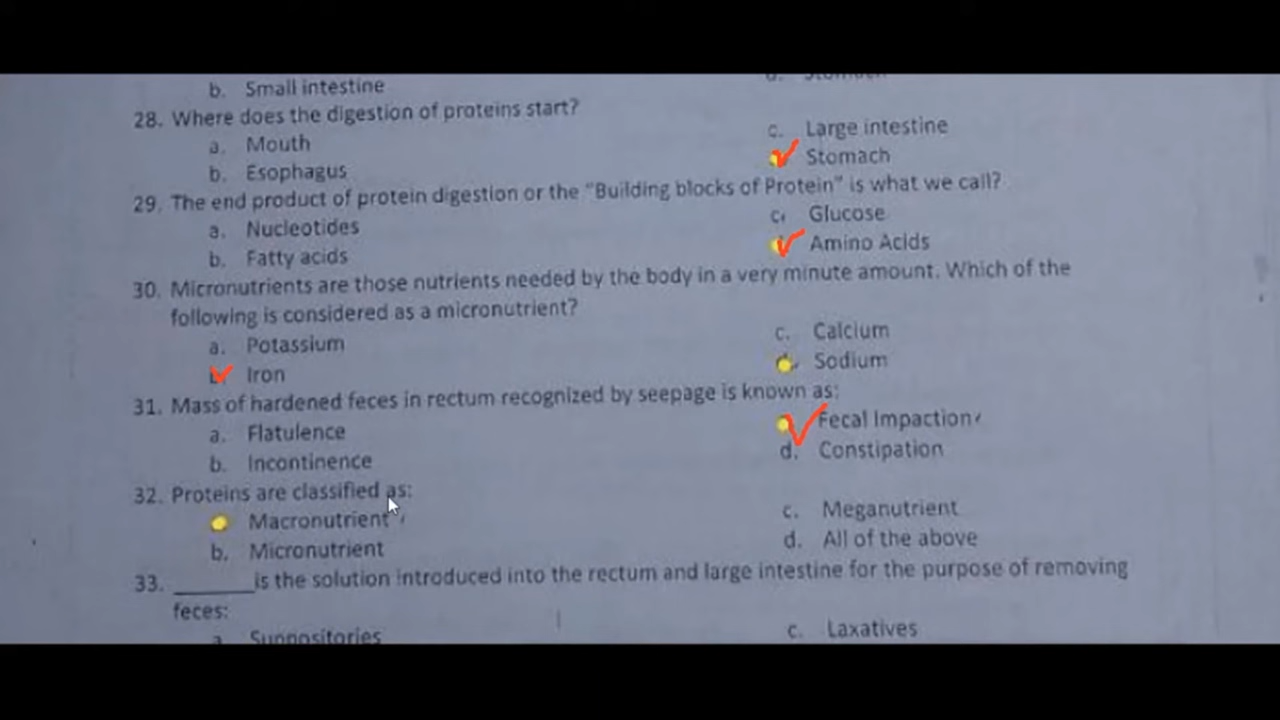 b. Small intestine
d. Stomach
28. Where does the digestion of proteins start?
a. Mouth
b. Esophagus
c. Large intestine
Stomach
29. The end product of protein digestion or the "Building blocks of Protein" is what we call?
a. Nucleotides
b. Fatty acids
c. Glucose
Amino Acids
30. Micronutrients are those nutrients needed by the body in a very minute amount. Which of the
following is considered as a micronutrient?
a. Potassium
Iron
c. Calcium
d. Sodium
31. Mass of hardened feces in rectum recognized by seepage is known as:
a. Flatulence
b. Incontinence
Fecal Impaction
d. Constipation
32. Proteins are classified as:
Macronutrient
b. Micronutrient
c. Meganutrient
d. All of the above
33. ______is the solution introduced into the rectum and large intestine for the purpose of removing
feces:
a. Suppositories
c. Laxatives